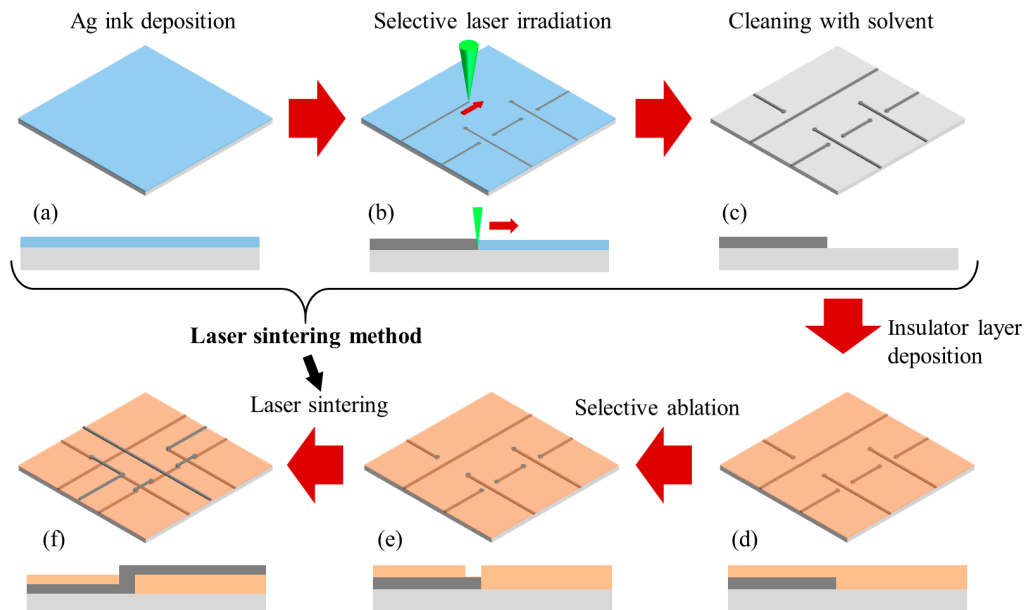 Ag ink deposition
Selective laser irradiation
Cleaning with solvent
(a)
(b)
(c)
Laser sintering method
Insulator layer
deposition
Laser sintering
Selective ablation
(f)
(e)
(d)